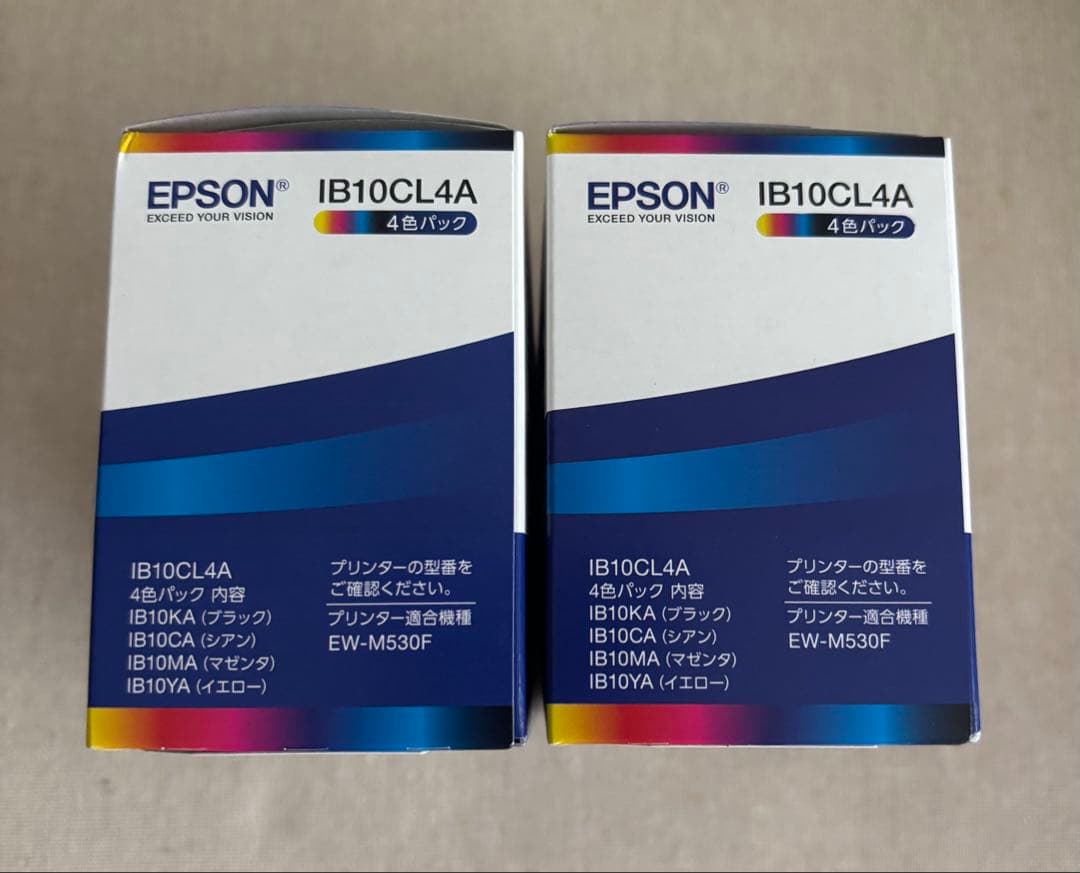 EPSON®
EXCEED YOUR VISION
IB10CL4A
4色パック
IB10CL4A
4色パック 内容
IB10KA (ブラック)
IB10CA (シアン)
IB10MA (マゼンタ)
IB10YA (イエロー)
プリンターの型番を
ご確認ください。
プリンター適合機種
EW-M530F
EPSON®
EXCEED YOUR VISION
IB10CL4A
4色パック
IB10CL4A
4色パック 内容
IB10KA (ブラック)
IB10CA (シアン)
IB10MA (マゼンタ)
IB10YA (イエロー)
プリンターの型番を
ご確認ください。
プリンター適合機種
EW-M530F